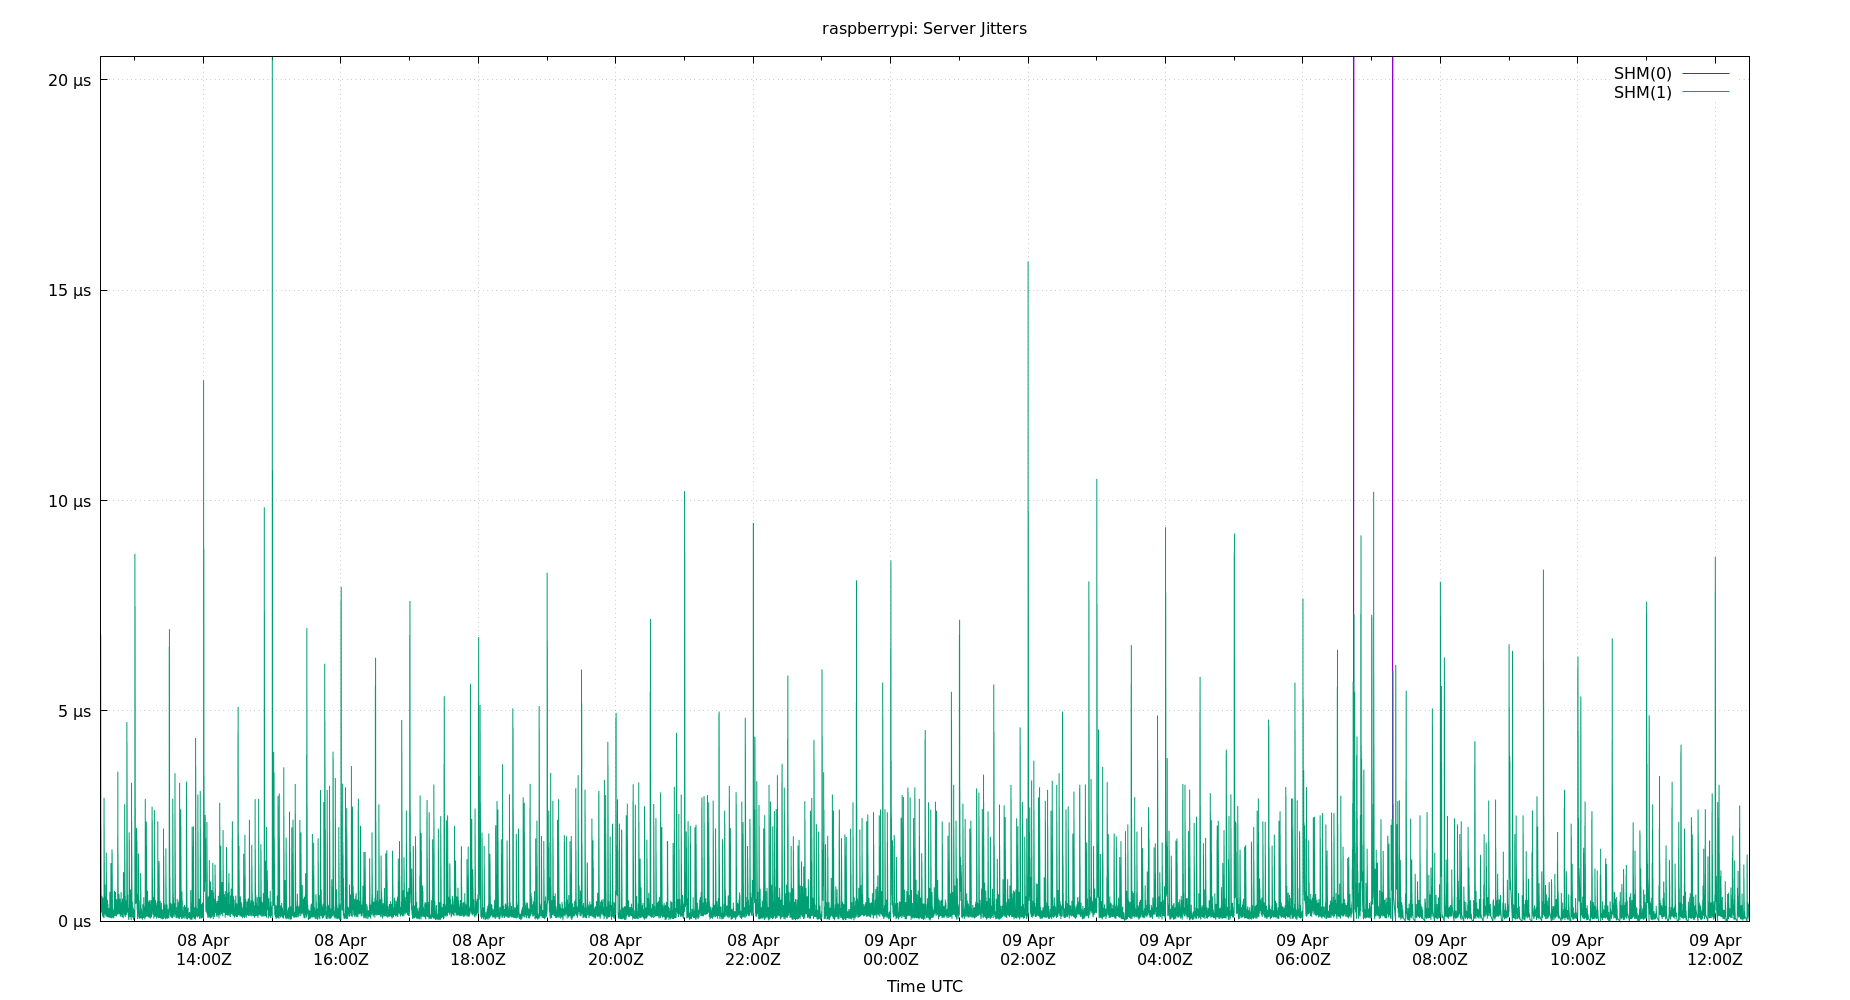 raspberrypi: Server Jitters
SHM(0)
SHM(1)
20 µs
15 µs
10 µs
5 µs
0 µs
08 Apr
14:00Z
08 Apr
16:00Z
08 Apr
18:00Z
08 Apr
20:00Z
08 Apr
22:00Z
09 Apr
00:00Z
09 Apr
02:00Z
09 Apr
04:00Z
09 Apr
06:00Z
09 Apr
08:00Z
09 Apr
10:00Z
09 Apr
12:00Z
Time UTC